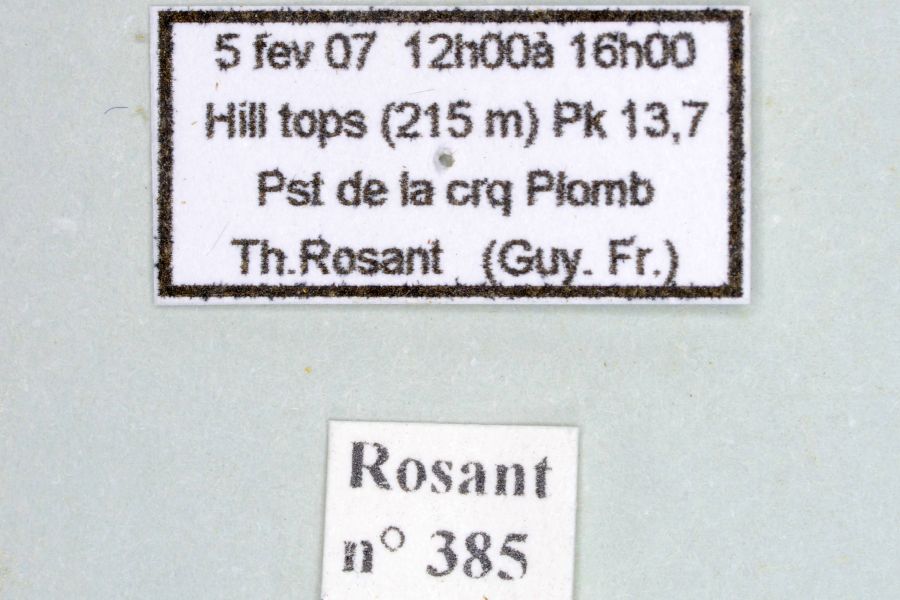 5 fev 07 12h00à 16h00
Hill tops (215 m) Pk 13,7
Pst de la crq Plomb
Th.Rosant (Guy. Fr.)
Rosant
n° 385